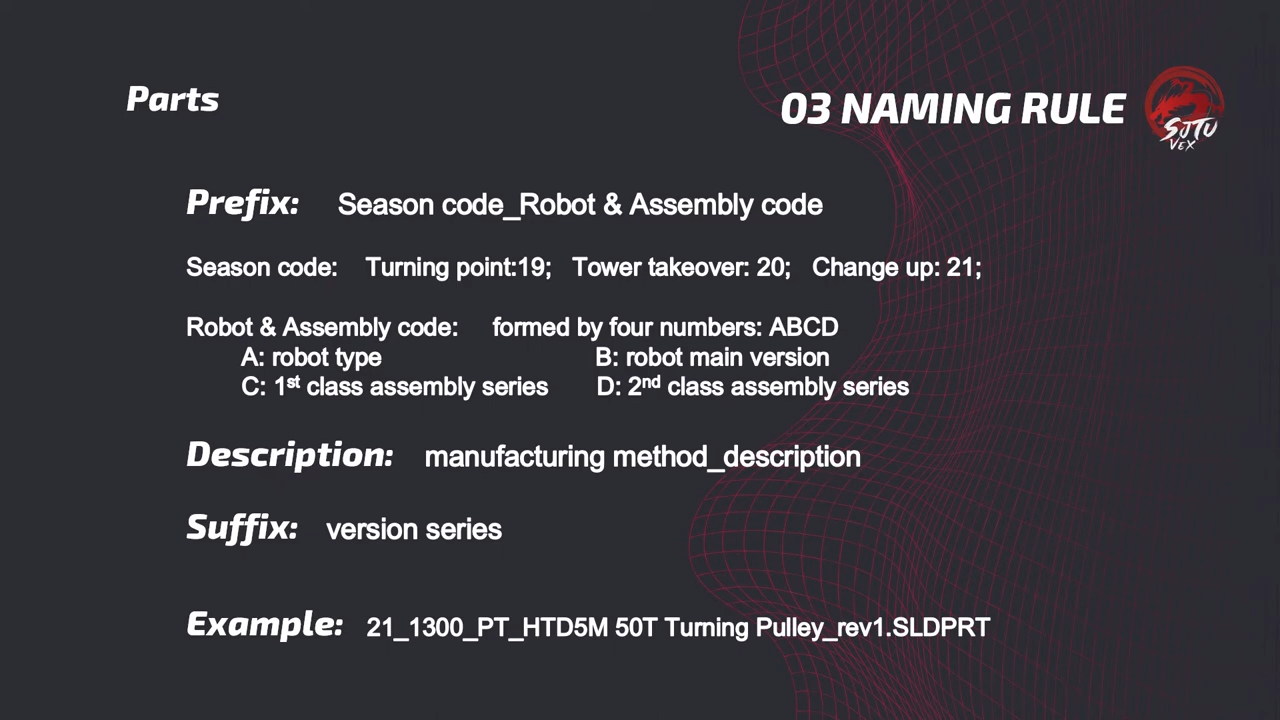 Parts
03 NAMING RULE
SJTU
VEX
Prefix: Season code_Robot & Assembly code
Season code: Turning point:19; Tower takeover: 20; Change up: 21;
Robot & Assembly code: formed by four numbers: ABCD
A: robot type B: robot main version
C: 1st class assembly series D: 2nd class assembly series
Description: manufacturing method_description
Suffix: version series
Example: 21_1300_PT_HTD5M 50T Turning Pulley_rev1.SLDPRT